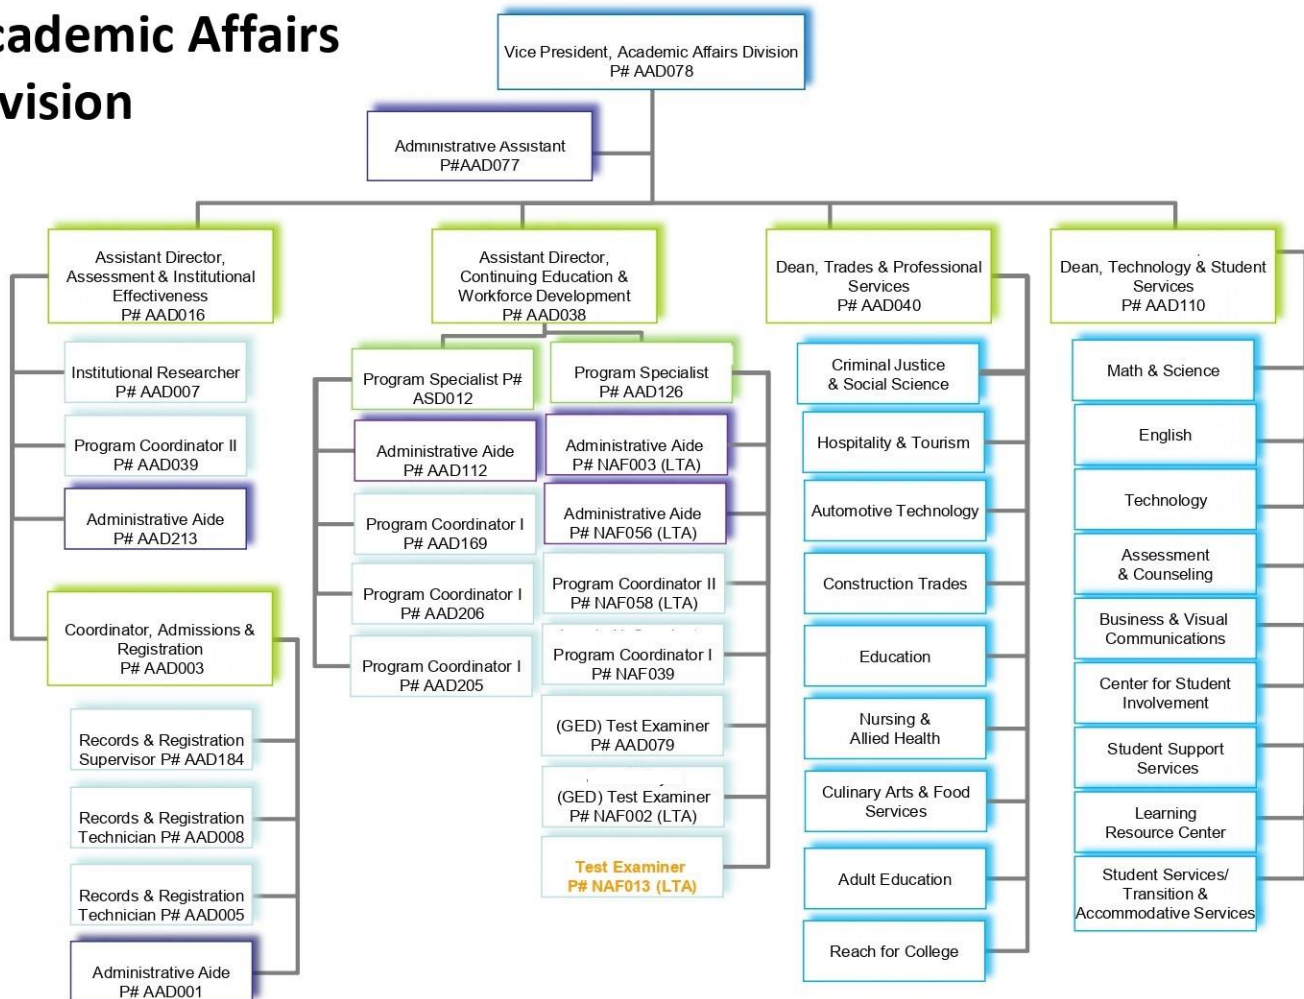 cademic Affairs
vision
Vice President, Academic Affairs Division
P# AAD078
Administrative Assistant
P#AAD077
Assistant Director,
Assessment & Institutional
Effectiveness
P# AAD016
Institutional Researcher
P# AAD007
Program Coordinator II
P# AAD039
Administrative Aide
P# AAD213
Coordinator, Admissions &
Registration
P# AAD003
Records & Registration
Supervisor P# AAD184
Records & Registration
Technician P# AAD008
Records & Registration
Technician P# AAD005
Administrative Aide
P# AAD001
Assistant Director,
Continuing Education &
Workforce Development
P# AAD038
Program Specialist P#
ASD012
Administrative Aide
P# AAD112
Program Coordinator I
P# AAD169
Program Coordinator I
P# AAD206
Program Coordinator I
P# AAD205
Program Specialist
P# AAD126
Administrative Aide
P# NAF003 (LTA)
Administrative Aide
P# NAF056 (LTA)
Program Coordinator II
P# NAF058 (LTA)
Program Coordinator I
P# NAF039
(GED) Test Examiner
P# AAD079
(GED) Test Examiner
P# NAF002 (LTA)
Test Examiner
P# NAF013 (LTA)
Dean, Trades & Professional
Services
P# AAD040
Criminal Justice
& Social Science
Hospitality & Tourism
Automotive Technology
Construction Trades
Education
Nursing &
Allied Health
Culinary Arts & Food
Services
Adult Education
Reach for College
Dean, Technology & Student
Services
P# AAD110
Math & Science
English
Technology
Assessment
& Counseling
Business & Visual
Communications
Center for Student
Involvement
Student Support
Services
Learning
Resource Center
Student Services/
Transition &
Accommodative Services